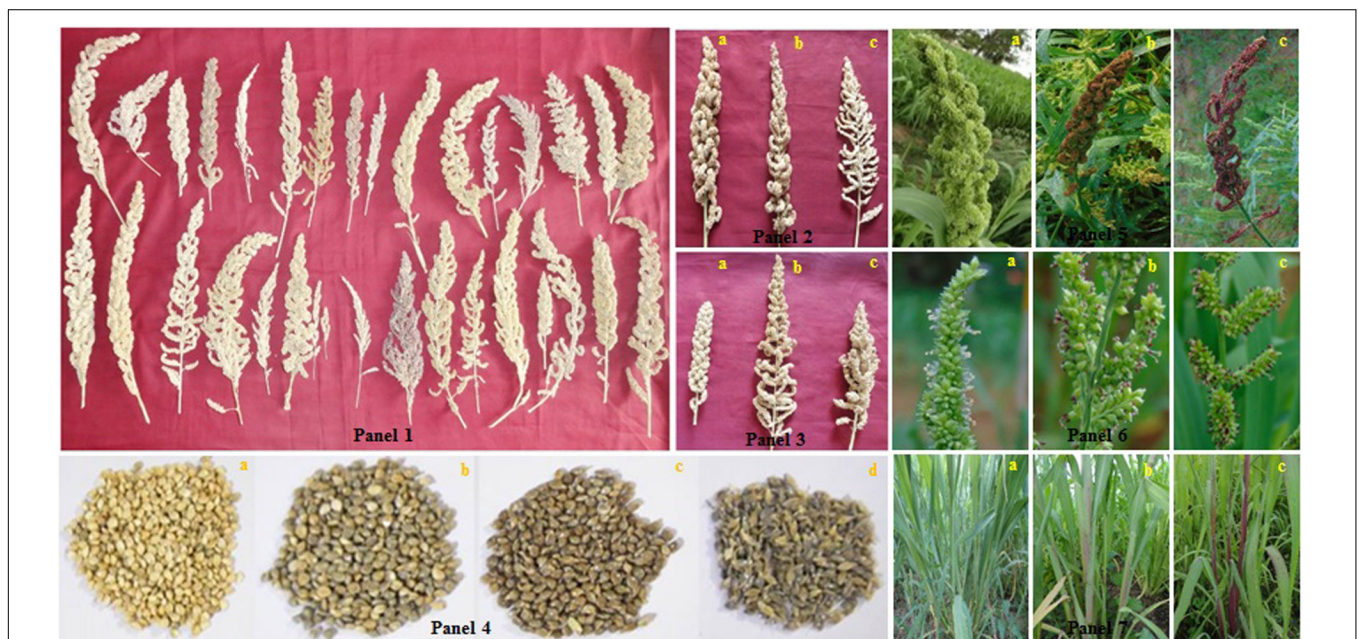 a b c
Panel 2
a b c
Panel 5
Panel 1
a b c
Panel 3
a b c
Panel 6
a b c d
Panel 4
a b c
Panel 7